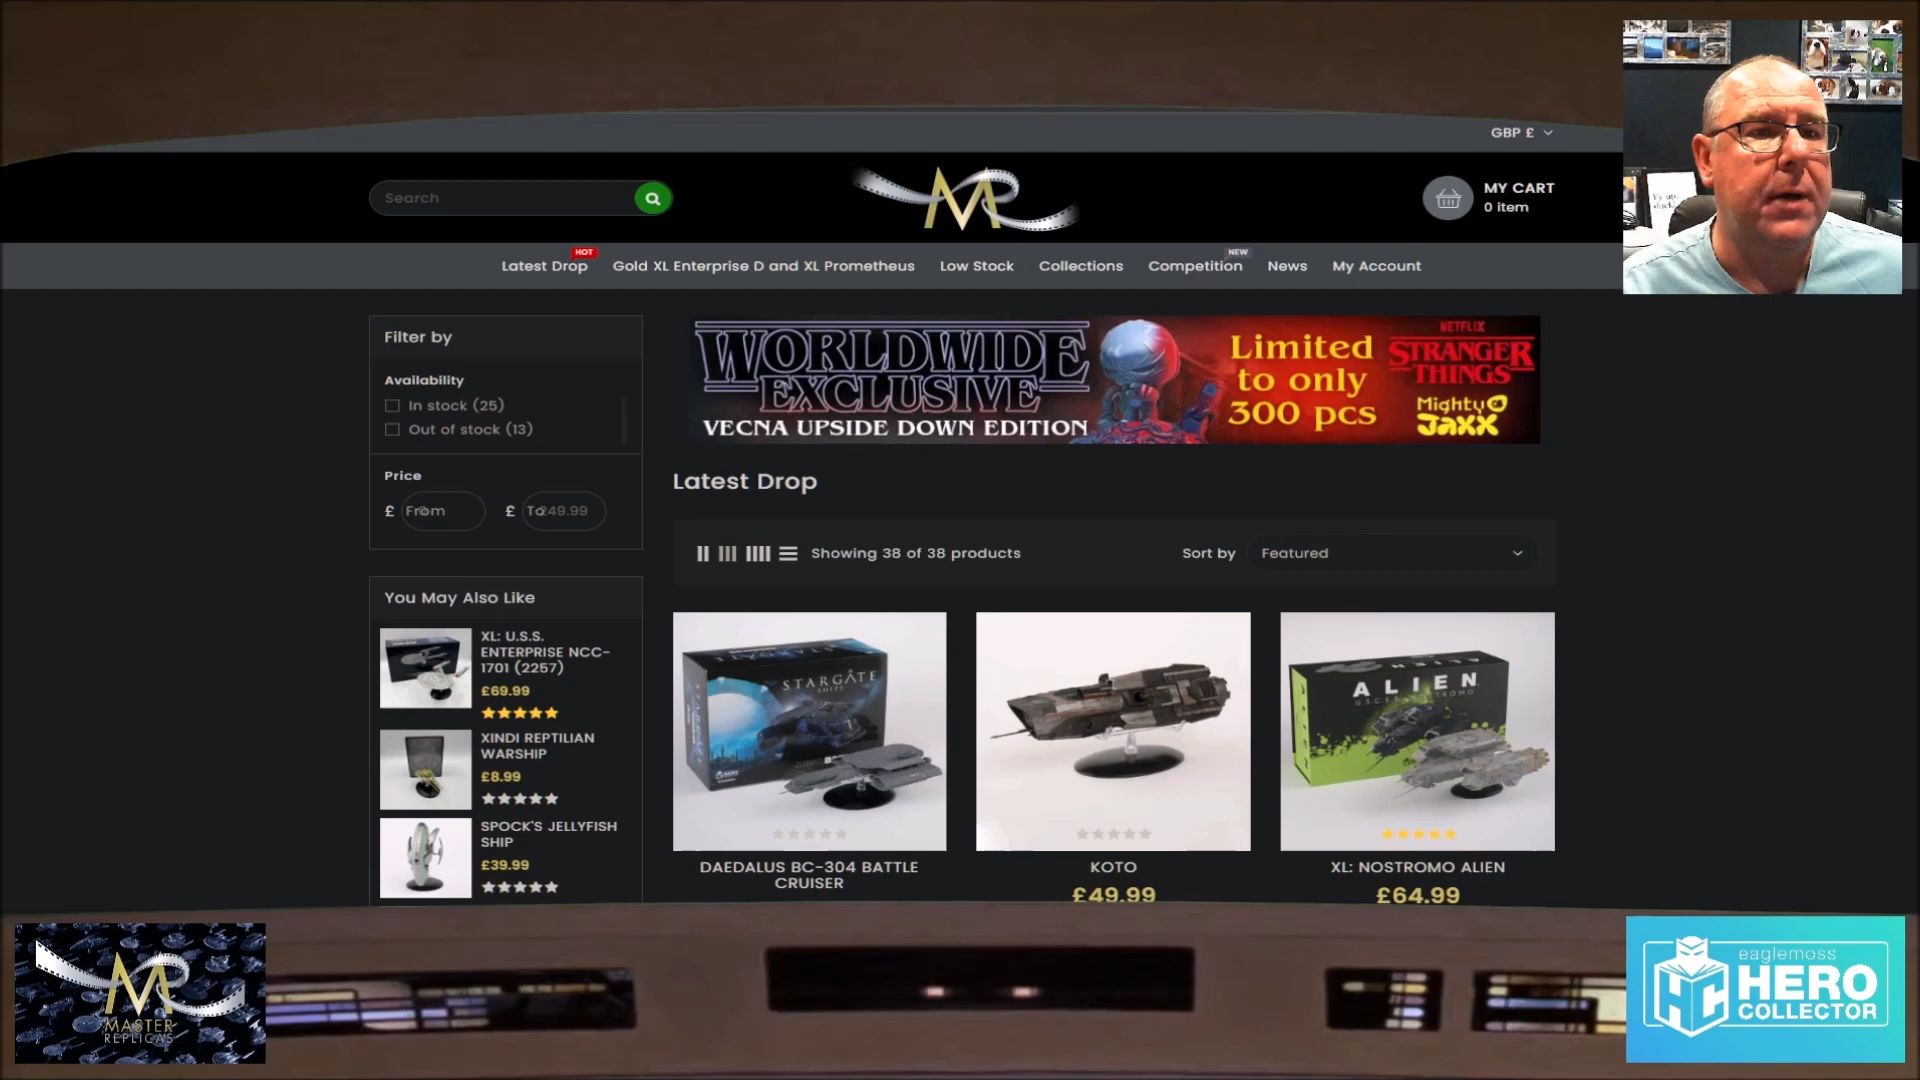 GBP £
Search
MY CART
0 item
HOT
NEW
Latest Drop
Gold XL Enterprise D and XL Prometheus
Low Stock
Collections
Competition
News
My Account
Filter by
Availability
In stock (25)
Out of stock (13)
Price
£ From
£ To 249.99
You May Also Like
XL: U.S.S.
ENTERPRISE NCC-
1701 (2257)
£69.99
XINDI REPTILIAN
WARSHIP
£8.99
SPOCK'S JELLYFISH
SHIP
£39.99
WORLDWIDE
EXCLUSIVE
VECNA UPSIDE DOWN EDITION
Limited
to only
300 pcs
NETFLIX
STRANGER
THINGS
Mighty
JAXX
Latest Drop
Showing 38 of 38 products
Sort by
Featured
STARGATE
SHIPS
ALIEN
U.S.C.S.S. NOSTROMO
DAEDALUS BC-304 BATTLE
CRUISER
KOTO
£49.99
XL: NOSTROMO ALIEN
£64.99
MASTER
REPLICAS
eaglemoss
HERO
COLLECTOR